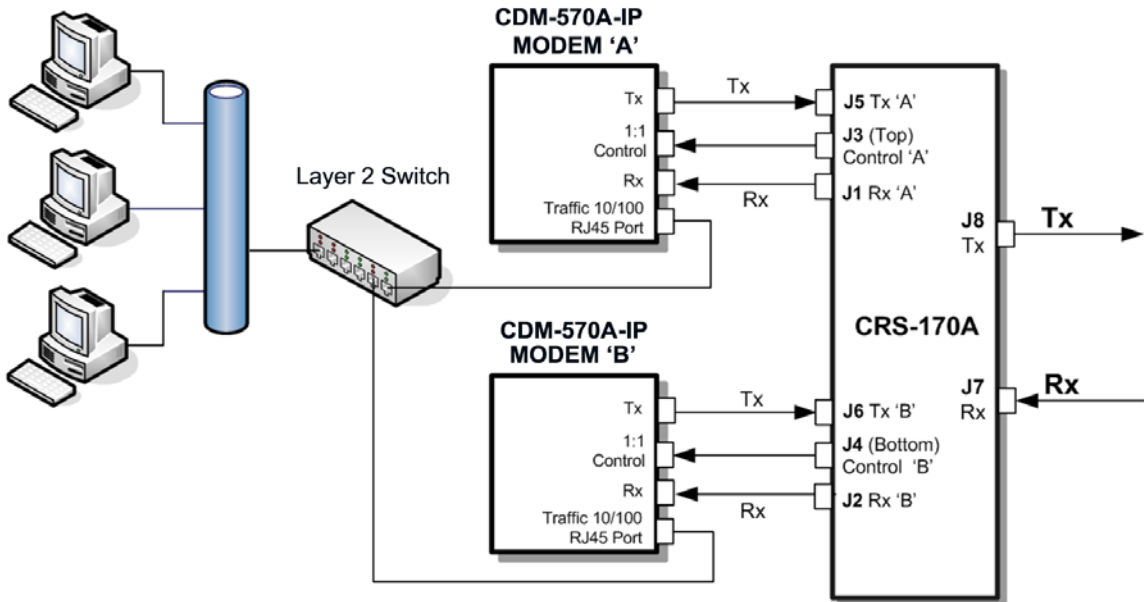 CDM-570A-IP
MODEM ‘A’
Tx
1:1
Control
Rx
Traffic 10/100
RJ45 Port
Tx
Rx
J5 Tx ‘A’
J3 (Top)
Control ‘A’
J1 Rx ‘A’
J8
Tx
Tx
Layer 2 Switch
CRS-170A
CDM-570A-IP
MODEM ‘B’
Tx
1:1
Control
Rx
Traffic 10/100
RJ45 Port
Tx
Rx
J6 Tx ‘B’
J4 (Bottom)
Control ‘B’
J2 Rx ‘B’
J7
Rx
Rx